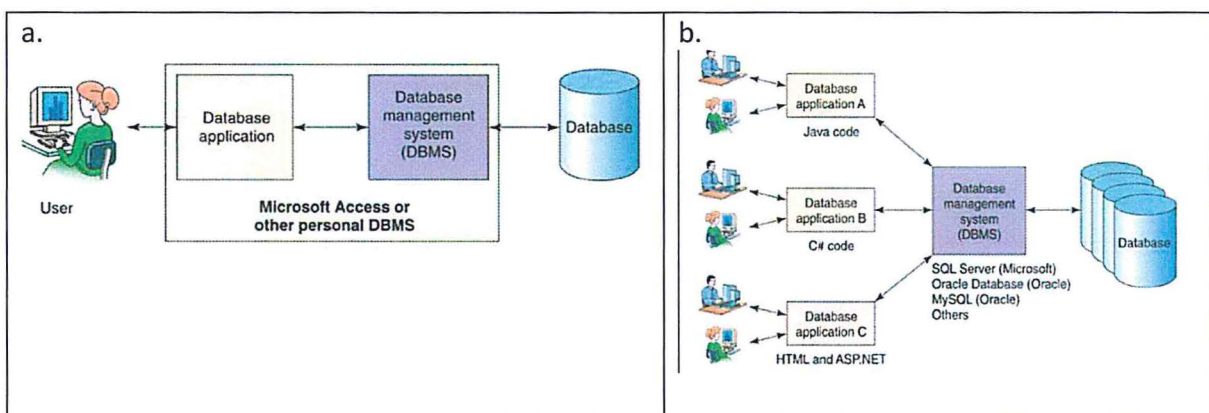 a.
User
Database
application
Database
management
system
(DBMS)
Database
Microsoft Access or
other personal DBMS
b.
Database
application A
Java code
Database
application B
C# code
Database
application C
HTML and ASP.NET
Database
management
system
(DBMS)
SQL Server (Microsoft)
Oracle Database (Oracle)
MySQL (Oracle)
Others
Database